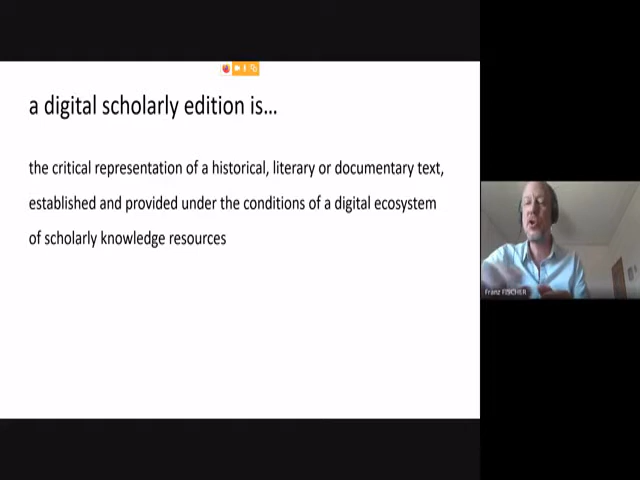 a digital scholarly edition is...
the critical representation of a historical, literary or documentary text,
established and provided under the conditions of a digital ecosystem
of scholarly knowledge resources
Franz FISCHER